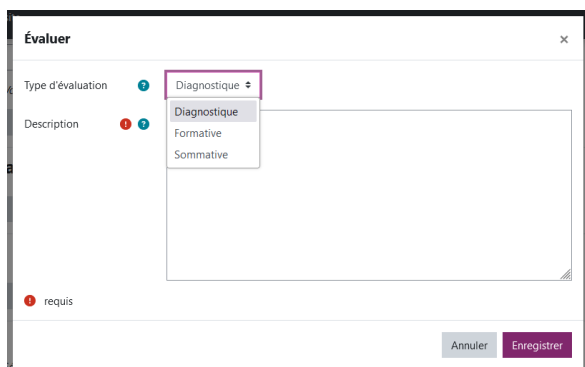 Évaluer ×
Type d'évaluation ? Diagnostique
Diagnostique
Description ! ?
Formative
Sommative
! requis
Annuler Enregistrer